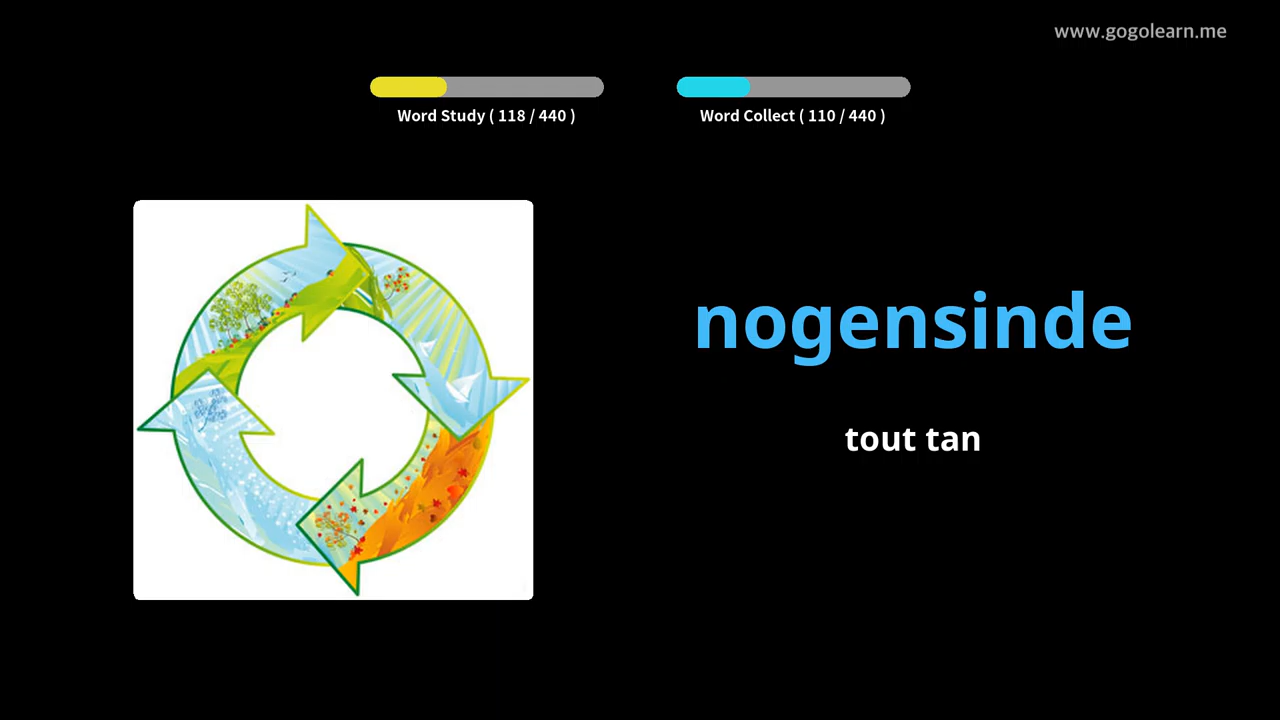 www.gogolearn.me
Word Study ( 118 / 440 )
Word Collect ( 110 / 440 )
nogensinde
tout tan